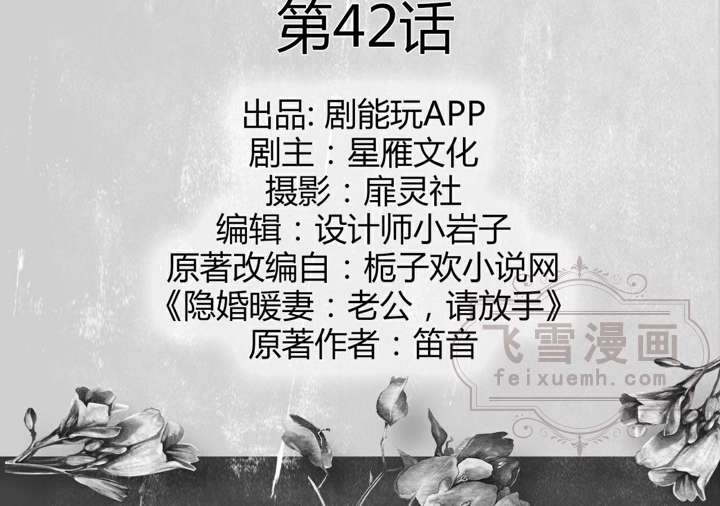 第42话
出品: 剧能玩APP
剧主：星雁文化
摄影：扉灵社
编辑：设计师小岩子
原著改编自：栀子欢小说网
《隐婚暖妻：老公，请放手》
原著作者：笛音
飞雪漫画
feixuemh.com